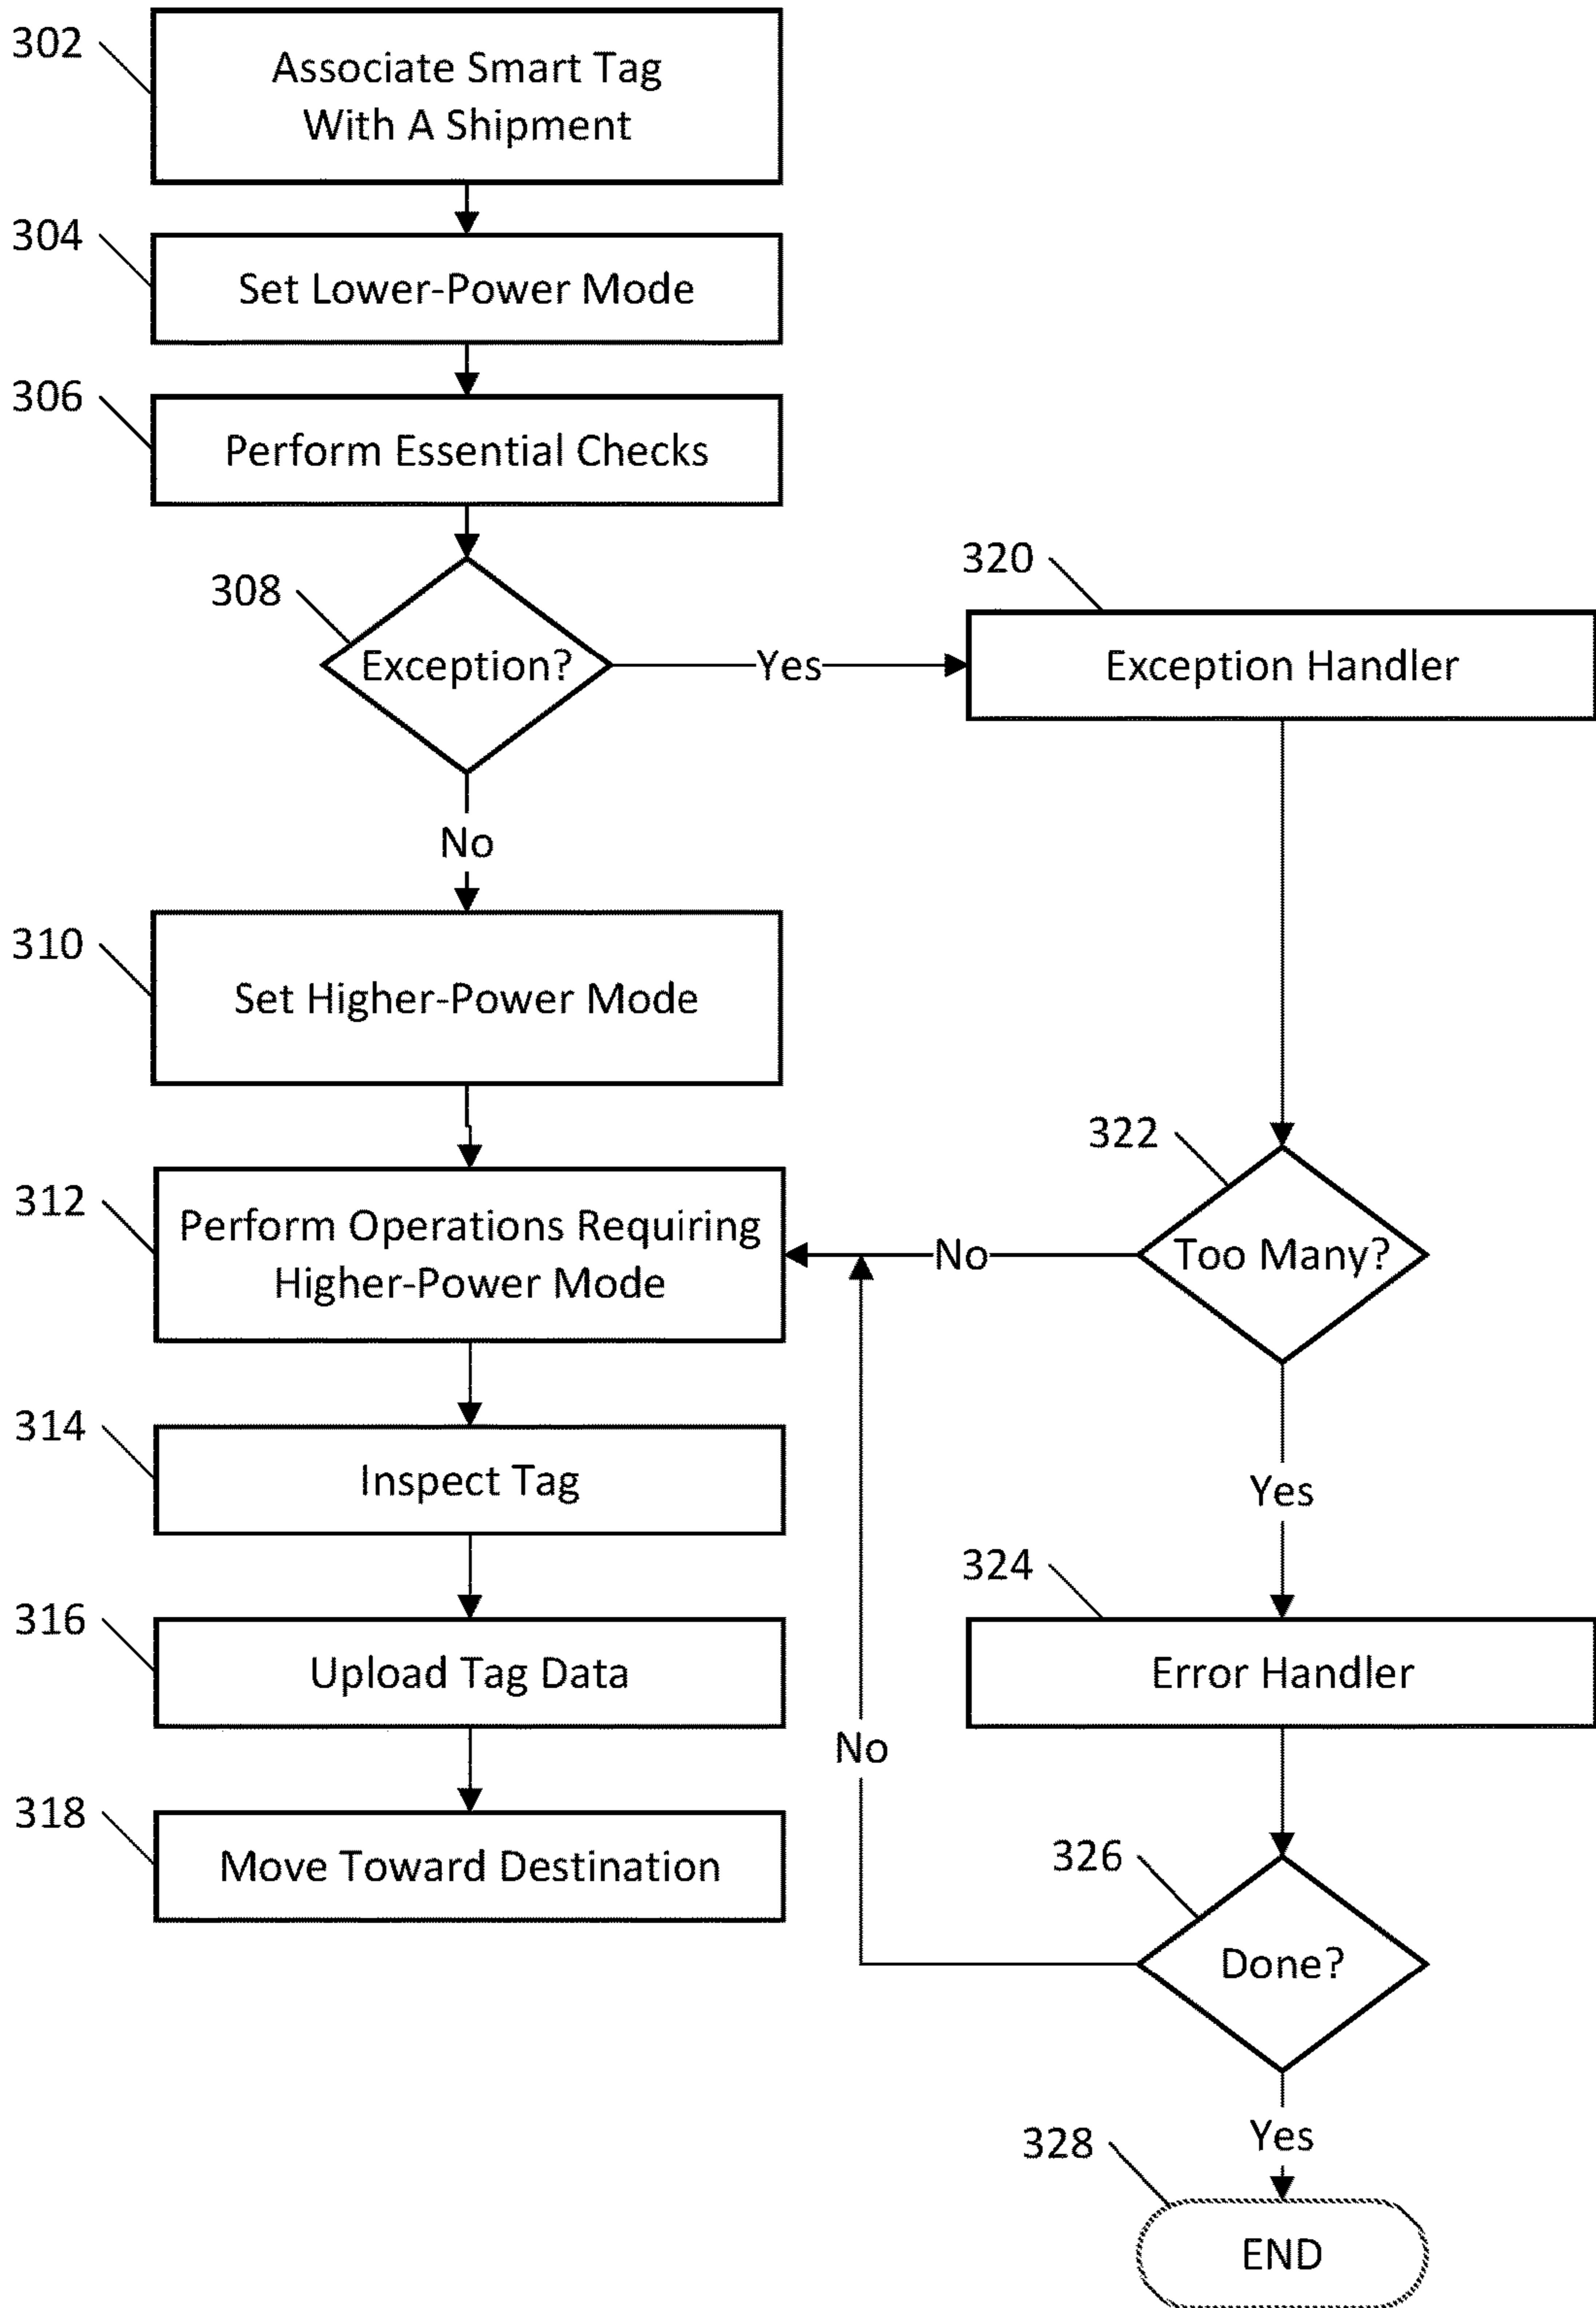 302
Associate Smart Tag
With A Shipment
304
Set Lower-Power Mode
306
Perform Essential Checks
308
Exception?
Yes
320
Exception Handler
No
310
Set Higher-Power Mode
322
Too Many?
No
312
Perform Operations Requiring
Higher-Power Mode
314
Inspect Tag
Yes
324
Error Handler
316
Upload Tag Data
No
318
Move Toward Destination
326
Done?
Yes
328
END